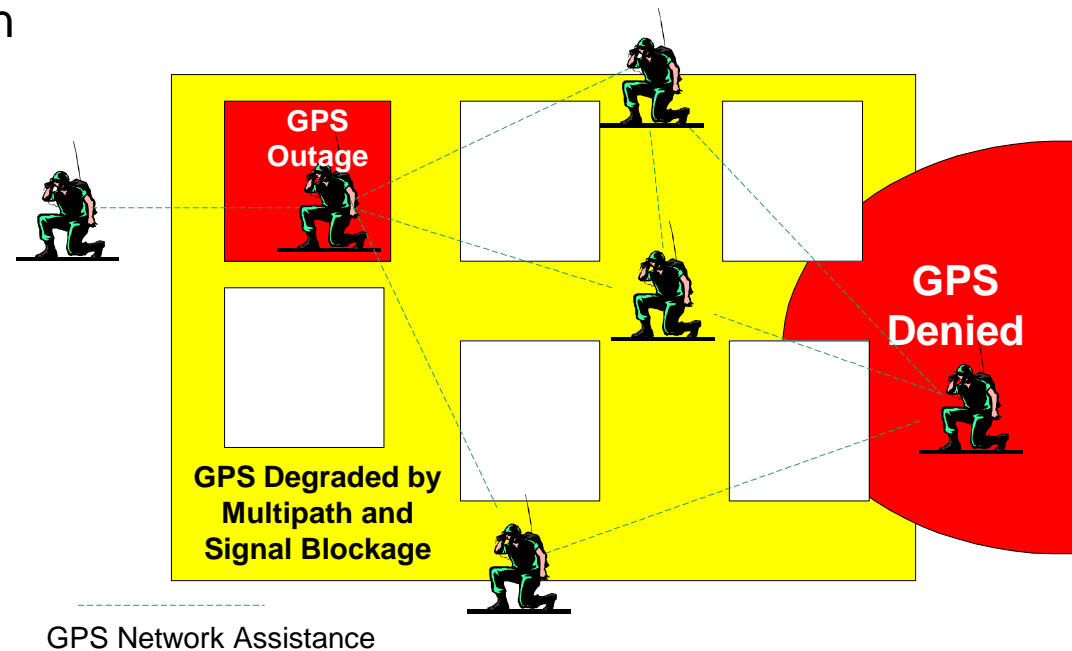 n
GPS
Outage
GPS
Denied
GPS Degraded by
Multipath and
Signal Blockage
GPS Network Assistance